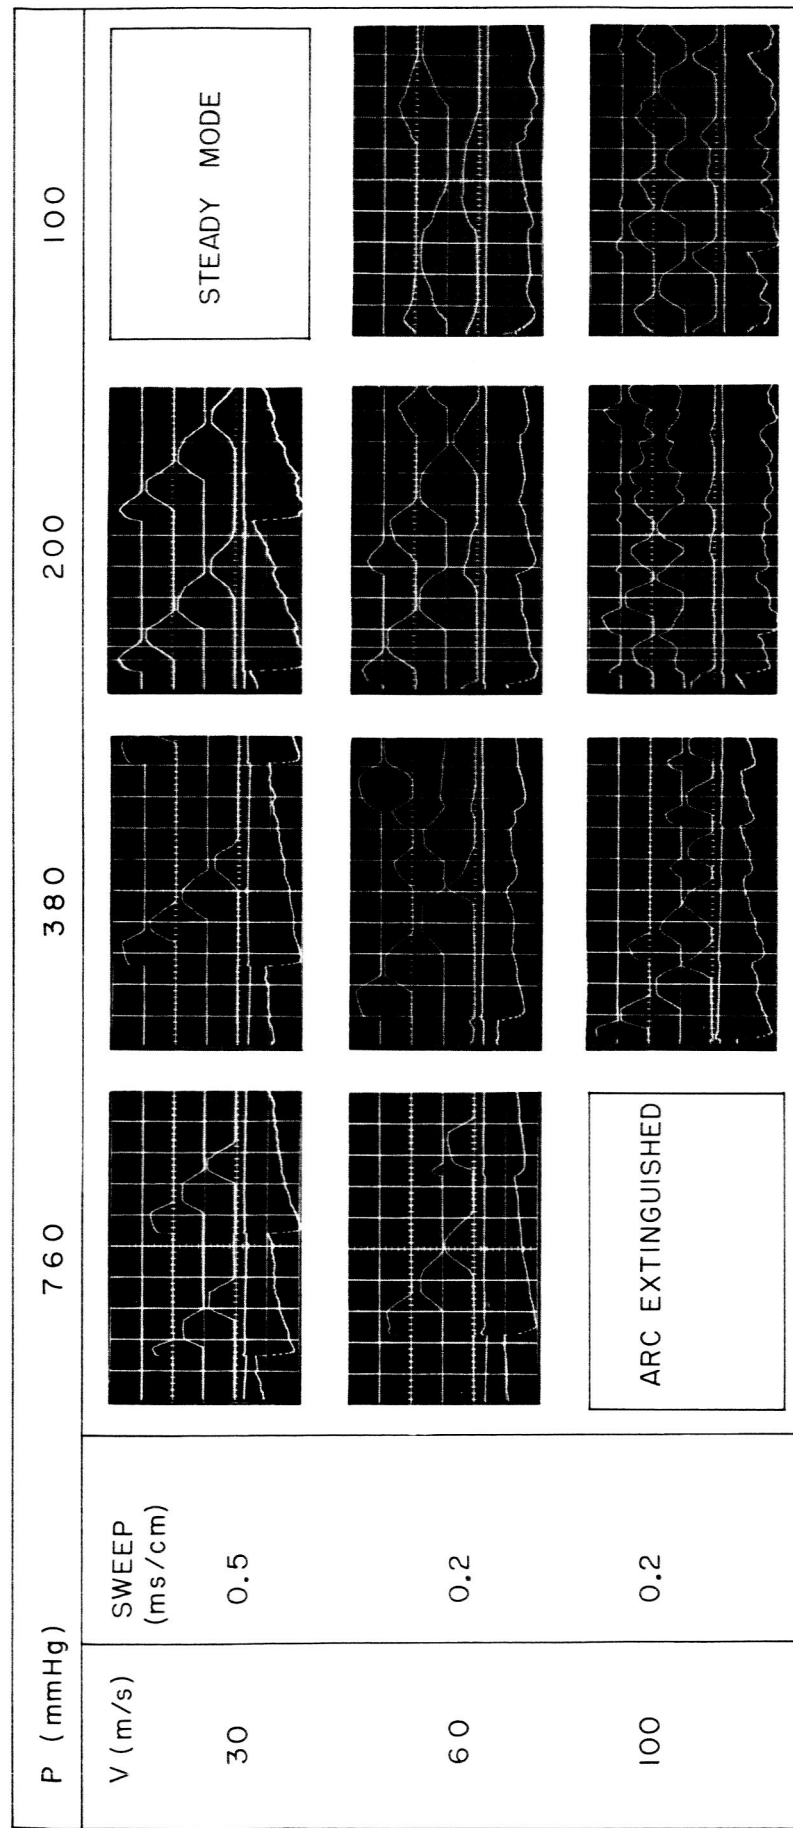 P (mmHg) 760 380 200 100
V (m/s) SWEEP (ms/cm)
30 0.5 STEADY MODE
60 0.2
100 0.2 ARC EXTINGUISHED